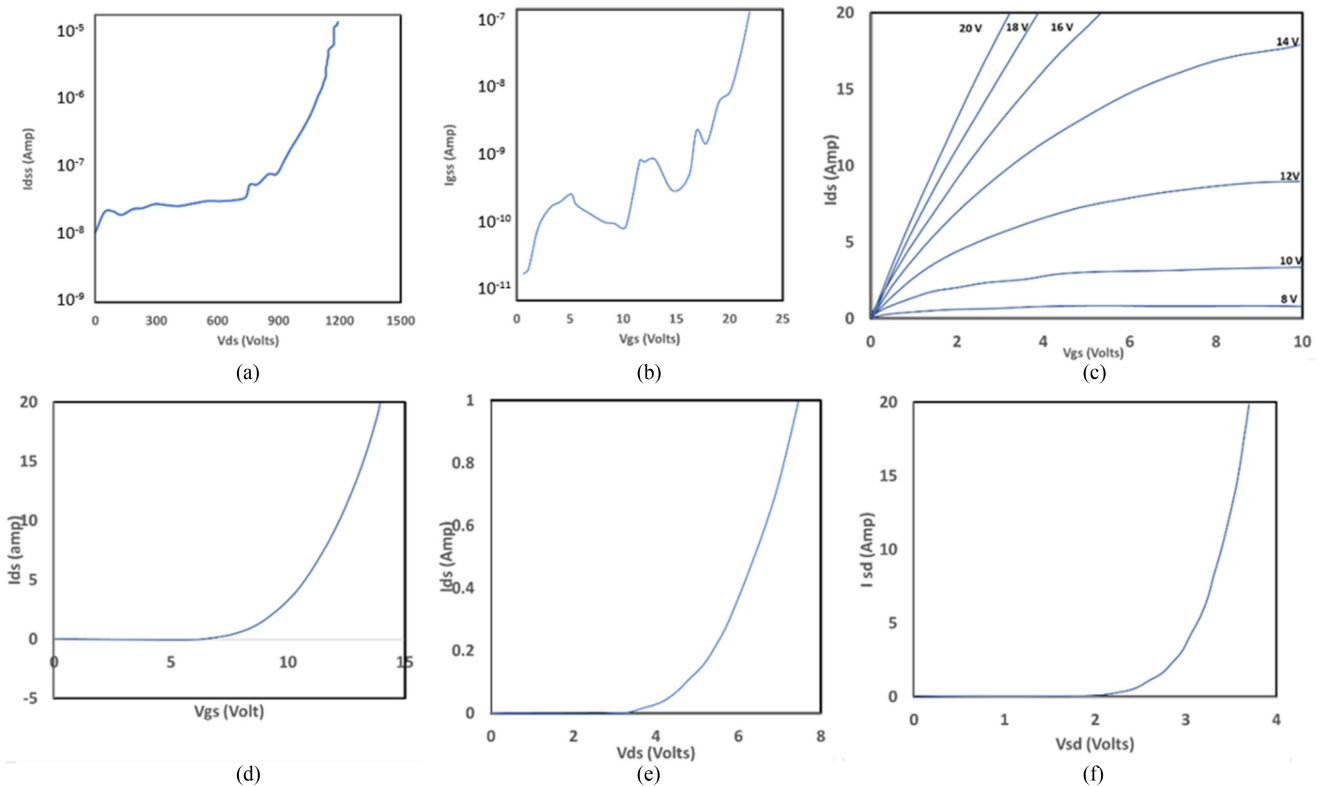 10-5
10-6
10-7
10-8
10-9
Idss (Amp)
0 300 600 900 1200 1500
Vds (Volts)
(a)
10-7
10-8
10-9
10-10
10-11
Igss (Amp)
0 5 10 15 20 25
Vgs (Volts)
(b)
20
15
10
5
0
Ids (Amp)
20 V 18 V 16 V
14 V
12V
10 V
8 V
0 2 4 6 8 10
Vgs (Volts)
(c)
20
15
10
5
0
-5
Ids (amp)
0 5 10 15
Vgs (Volt)
(d)
1
0.8
0.6
0.4
0.2
0
Ids (Amp)
0 2 4 6 8
Vds (Volts)
(e)
20
15
10
5
0
I sd (Amp)
0 1 2 3 4
Vsd (Volts)
(f)